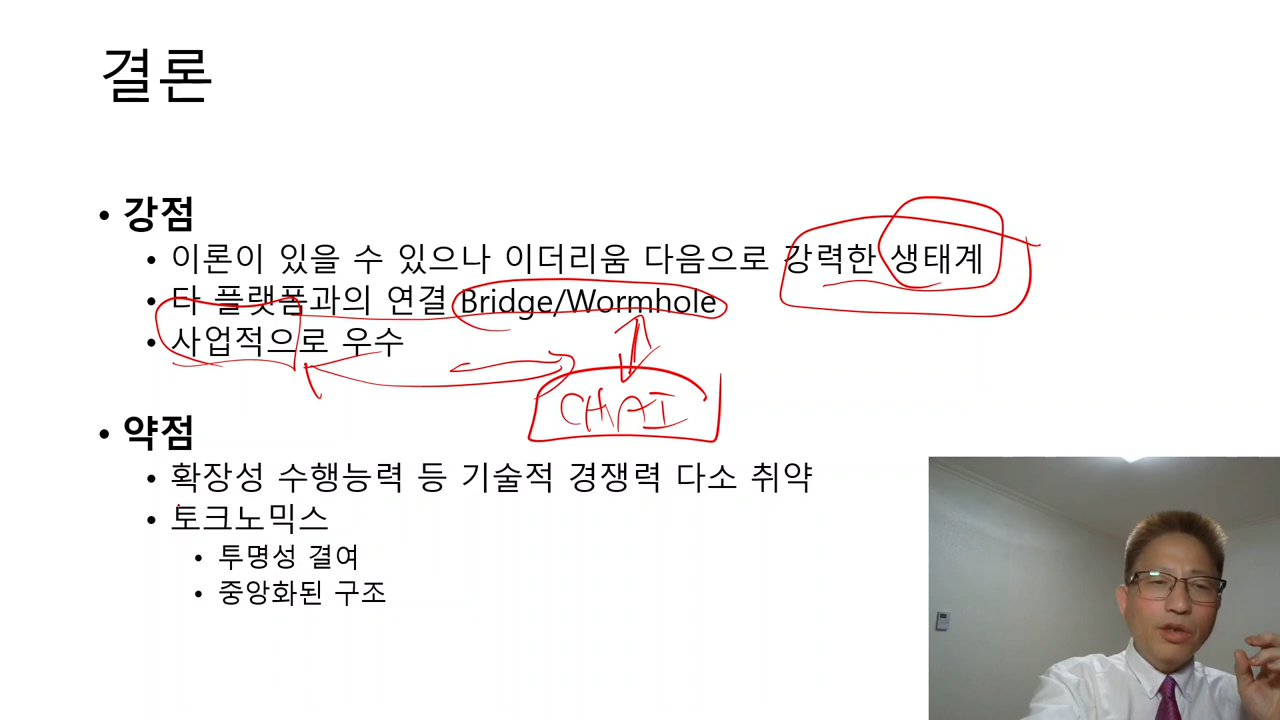 결론
• 강점
• 이론이 있을 수 있으나 이더리움 다음으로 강력한 생태계
• 타 플랫폼과의 연결 Bridge/Wormhole
• 사업적으로 우수
CHAI
• 약점
• 확장성 수행능력 등 기술적 경쟁력 다소 취약
• 토크노믹스
• 투명성 결여
• 중앙화된 구조